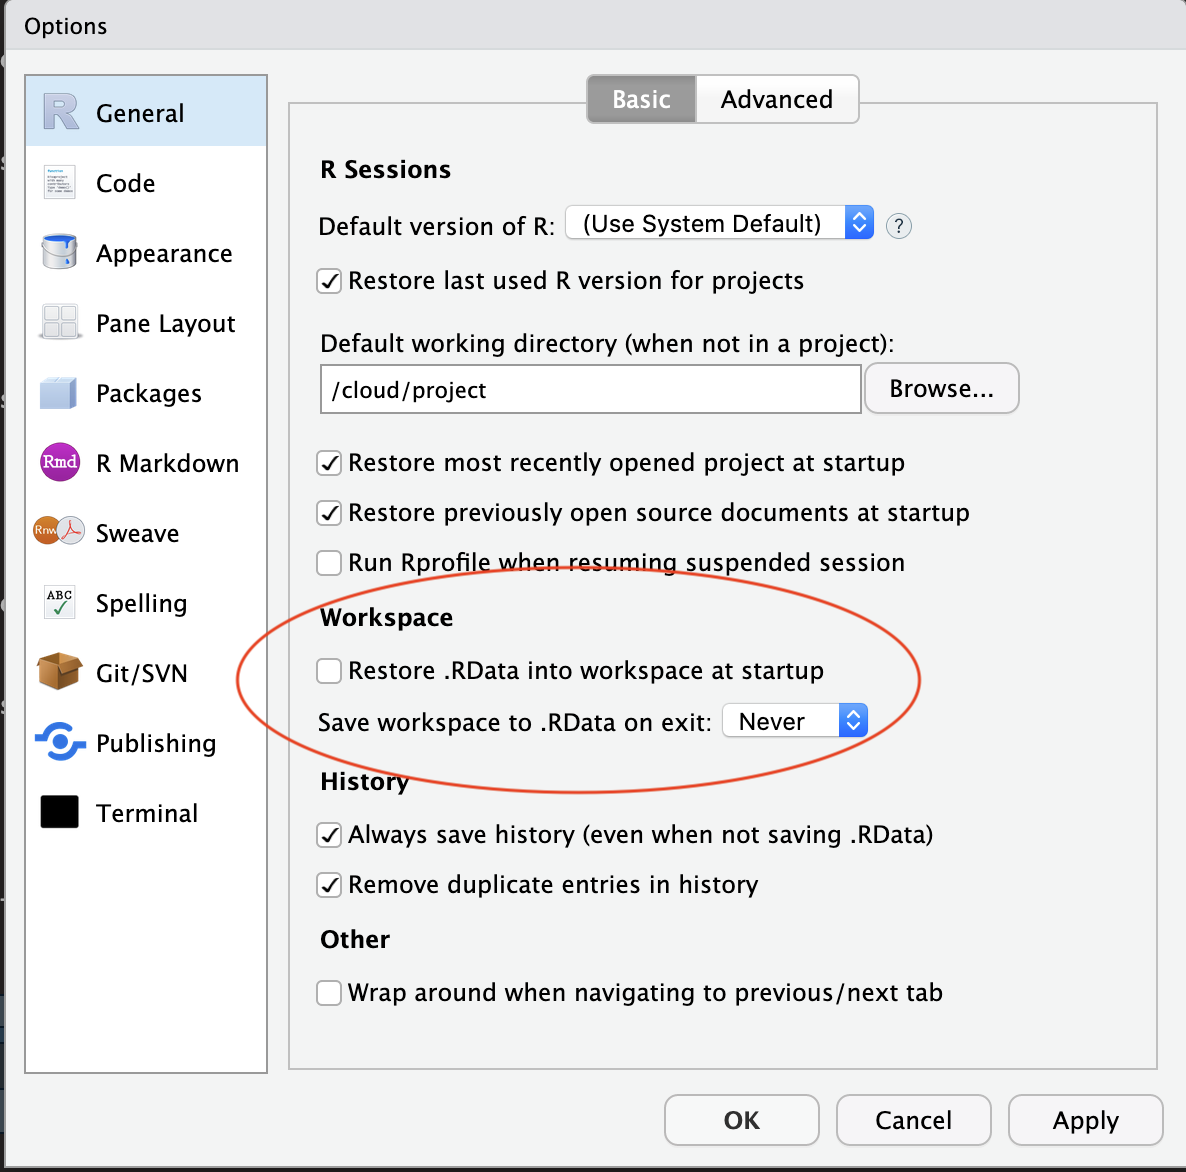 Options
General
Code
Appearance
Pane Layout
Packages
Rmd
R Markdown
Rnw
Sweave
ABC
Spelling
Git/SVN
Publishing
Terminal
Basic
Advanced
R Sessions
Default version of R: (Use System Default) ?
Restore last used R version for projects
Default working directory (when not in a project):
/cloud/project
Browse...
Restore most recently opened project at startup
Restore previously open source documents at startup
Run Rprofile when resuming suspended session
Workspace
Restore .RData into workspace at startup
Save workspace to .RData on exit: Never
History
Always save history (even when not saving .RData)
Remove duplicate entries in history
Other
Wrap around when navigating to previous/next tab
OK
Cancel
Apply